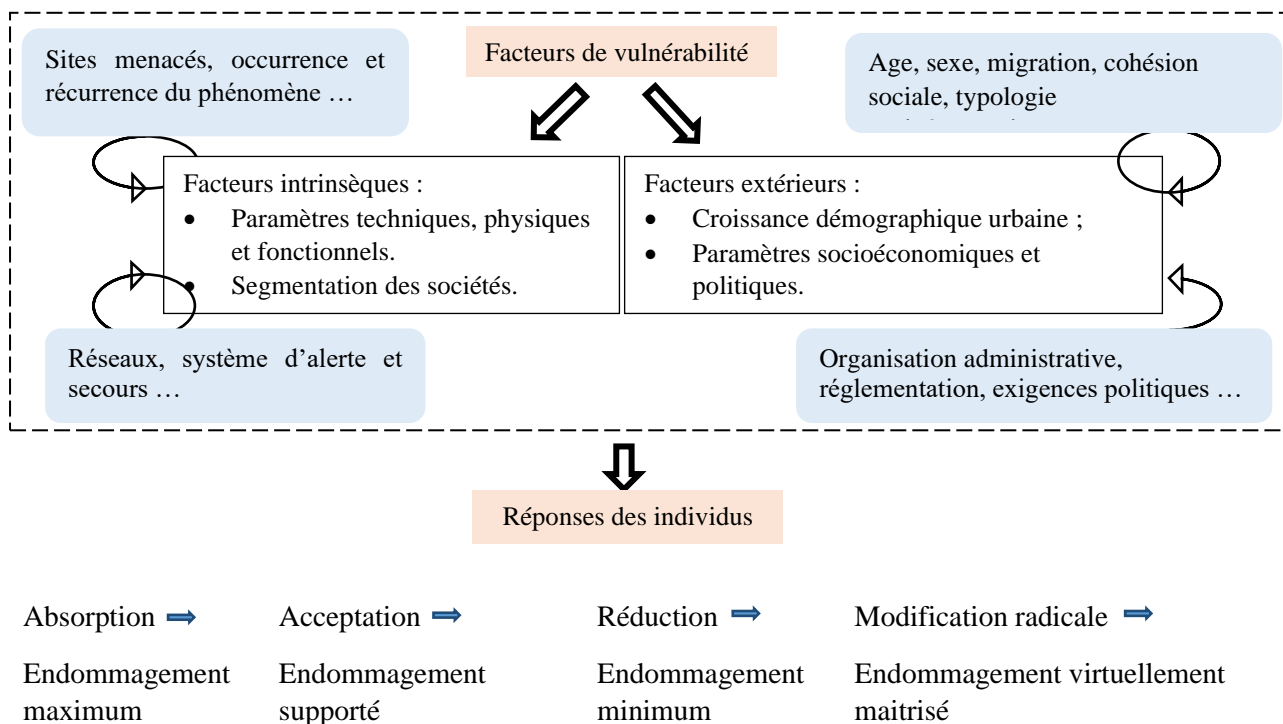 Facteurs de vulnérabilité
Sites menacés, occurrence et
récurrence du phénomène …
Age, sexe, migration, cohésion
sociale, typologie
Facteurs intrinsèques :
• Paramètres techniques, physiques
et fonctionnels.
• Segmentation des sociétés.
Facteurs extérieurs :
• Croissance démographique urbaine ;
• Paramètres socioéconomiques et
politiques.
Réseaux, système d’alerte et
secours …
Organisation administrative,
réglementation, exigences politiques …
Réponses des individus
Absorption
Endommagement
maximum
Acceptation
Endommagement
supporté
Réduction
Endommagement
minimum
Modification radicale
Endommagement virtuellement
maitrisé